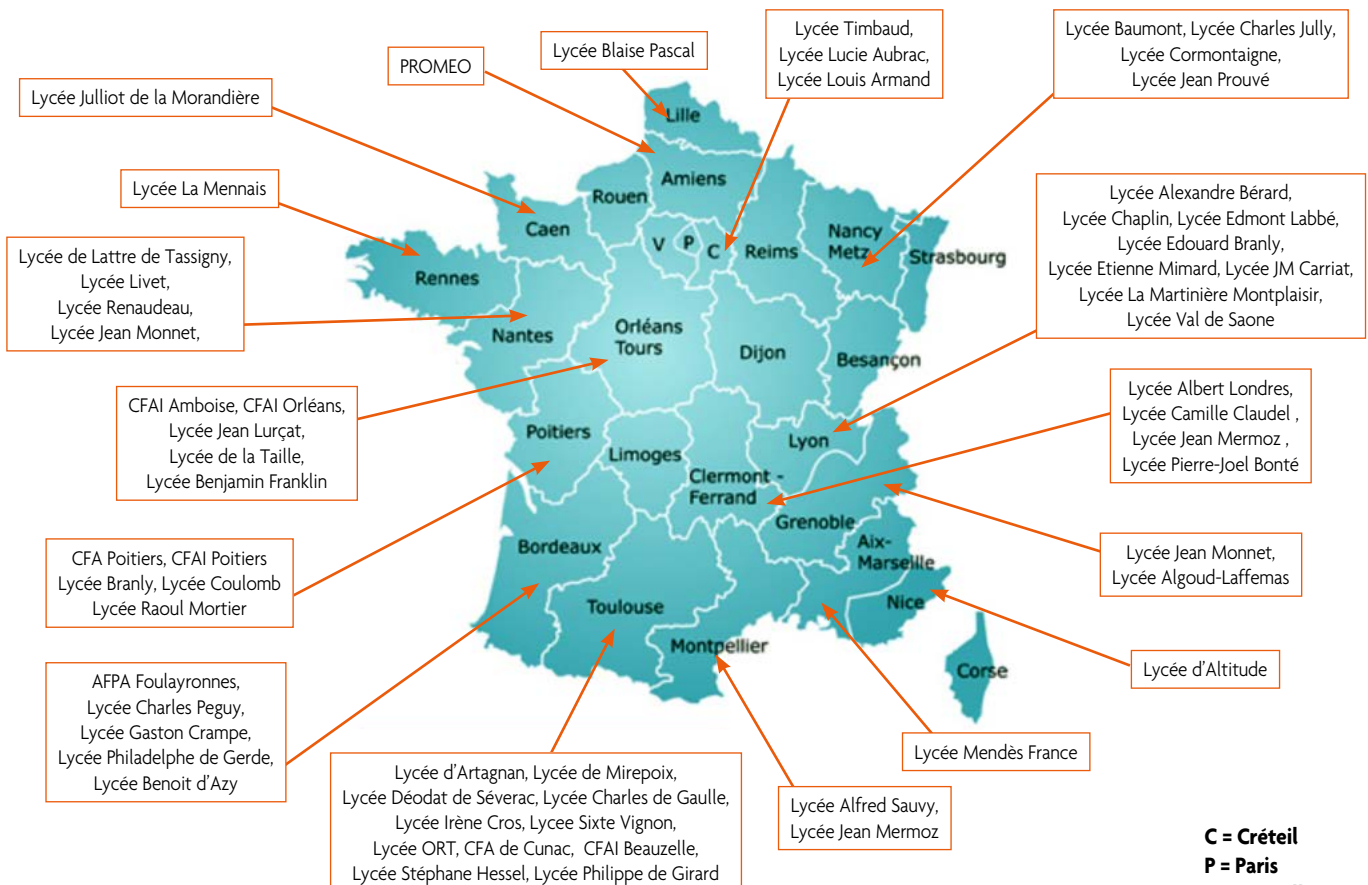 Lycée Blaise Pascal
PROMEO
Lycée Timbaud,
Lycée Lucie Aubrac,
Lycée Louis Armand
Lycée Baumont, Lycée Charles Jully,
Lycée Cormontaigne,
Lycée Jean Prouvé
Lycée Julliot de la Morandière
Lycée La Mennais
Lycée de Lattre de Tassigny,
Lycée Livet,
Lycée Renaudeau,
Lycée Jean Monnet,
Lycée Alexandre Bérard,
Lycée Chaplin, Lycée Edmont Labbé,
Lycée Edouard Branly,
Lycée Etienne Mimard, Lycée JM Carriat,
Lycée La Martinière Montplaisir,
Lycée Val de Saone
CFAI Amboise, CFAI Orléans,
Lycée Jean Lurçat,
Lycée de la Taille,
Lycée Benjamin Franklin
Lycée Albert Londres,
Lycée Camille Claudel ,
Lycée Jean Mermoz ,
Lycée Pierre-Joel Bonté
CFA Poitiers, CFAI Poitiers
Lycée Branly, Lycée Coulomb
Lycée Raoul Mortier
Lycée Jean Monnet,
Lycée Algoud-Laffemas
AFPA Foulayronnes,
Lycée Charles Peguy,
Lycée Gaston Crampe,
Lycée Philadelphe de Gerde,
Lycée Benoit d'Azy
Lycée d'Altitude
Lycée Mendès France
Lycée d'Artagnan, Lycée de Mirepoix,
Lycée Déodat de Séverac, Lycée Charles de Gaulle,
Lycée Irène Cros, Lycee Sixte Vignon,
Lycée ORT, CFA de Cunac, CFAI Beauzelle,
Lycée Stéphane Hessel, Lycée Philippe de Girard
Lycée Alfred Sauvy,
Lycée Jean Mermoz
Lille
Amiens
Rouen
Caen
V
P
C
Reims
Nancy
Metz
Strasbourg
Rennes
Nantes
Orléans
Tours
Dijon
Besançon
Poitiers
Limoges
Clermont -
Ferrand
Lyon
Grenoble
Bordeaux
Aix-
Marseille
Nice
Toulouse
Montpellier
Corse
C = Créteil
P = Paris